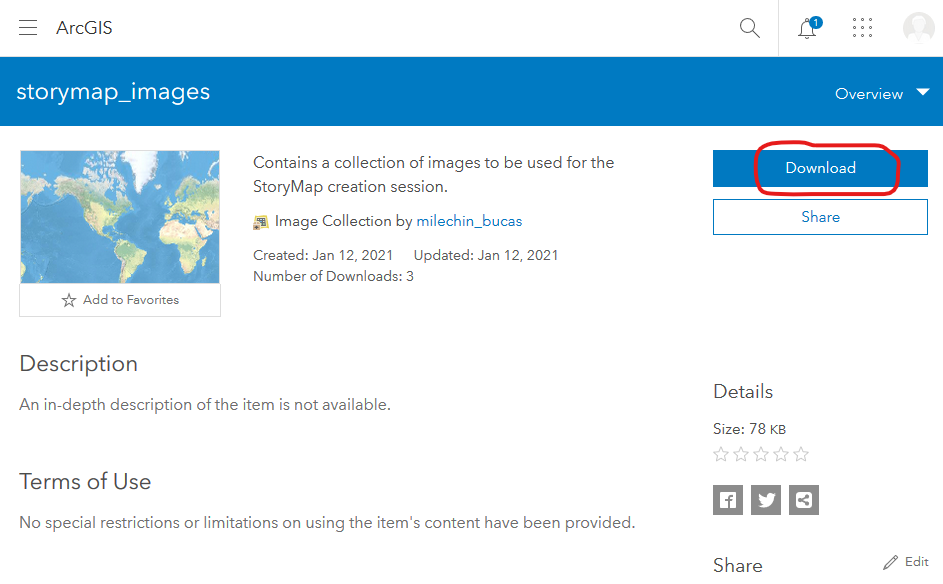 ArcGIS
1
storymap_images
Overview
Contains a collection of images to be used for the
StoryMap creation session.
Image Collection by milechin_bucas
Created: Jan 12, 2021 Updated: Jan 12, 2021
Number of Downloads: 3
Add to Favorites
Download
Share
Description
An in-depth description of the item is not available.
Details
Size: 78 KB
Terms of Use
No special restrictions or limitations on using the item's content have been provided.
Share
Edit